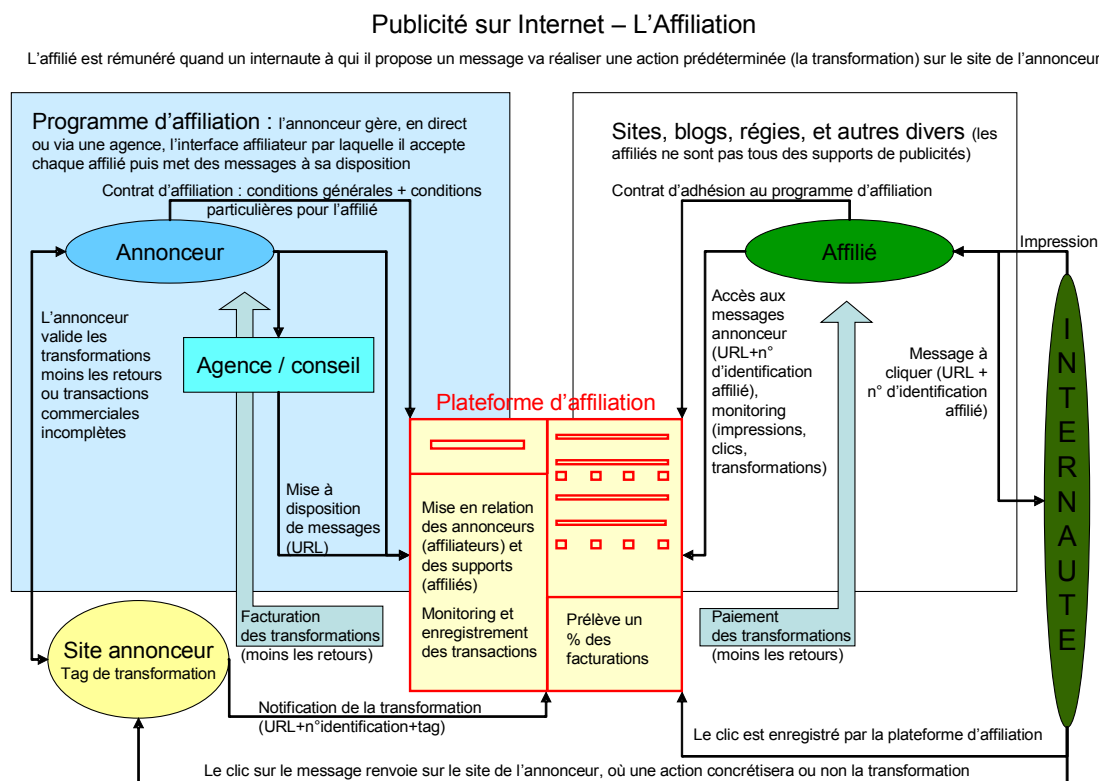 Publicité sur Internet – L'Affiliation
L'affilié est rémunéré quand un internaute à qui il propose un message va réaliser une action prédéterminée (la transformation) sur le site de l'annonceur
Programme d'affiliation : l'annonceur gère, en direct
ou via une agence, l'interface affiliateur par laquelle il accepte
chaque affilié puis met des messages à sa disposition
Contrat d'affiliation : conditions générales + conditions
particulières pour l'affilié
Annonceur
L'annonceur
valide les
transformations
moins les retours
ou transactions
commerciales
incomplètes
Agence / conseil
Mise à
disposition
de messages
(URL)
Sites, blogs, régies, et autres divers (les
affiliés ne sont pas tous des supports de publicités)
Contrat d'adhésion au programme d'affiliation
Affilié
Impression
Accès aux
messages
annonceur
(URL+n°
d'identification
affilié),
monitoring
(impressions,
clics,
transformations)
Message à
cliquer (URL +
n° d'identification
affilié)
INTERNAUTE
Plateforme d'affiliation
Mise en relation
des annonceurs
(affiliateurs) et
des supports
(affiliés)
Monitoring et
enregistrement
des transactions
Prélève un
% des
facturations
Facturation
des transformations
(moins les retours)
Paiement
des transformations
(moins les retours)
Site annonceur
Tag de transformation
Notification de la transformation
(URL+n°identification+tag)
Le clic est enregistré par la plateforme d'affiliation
Le clic sur le message renvoie sur le site de l'annonceur, où une action concrétisera ou non la transformation